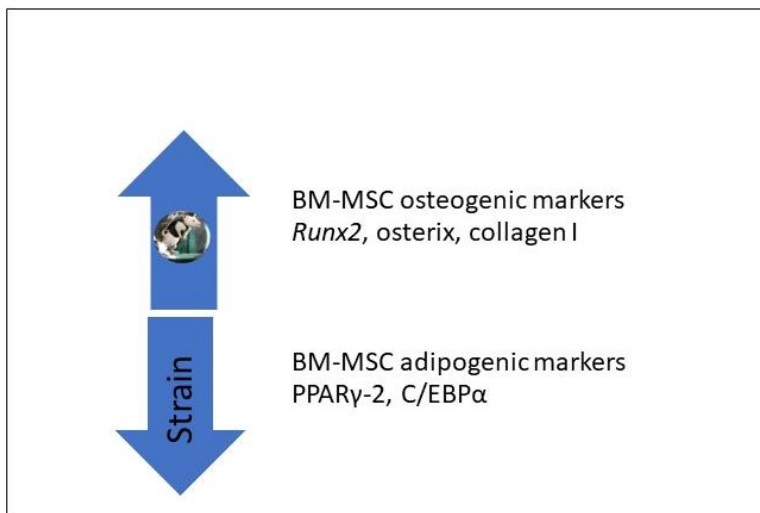 BM-MSC osteogenic markers
Runx2, osterix, collagen I
Strain
BM-MSC adipogenic markers
PPARγ-2, C/EBPα